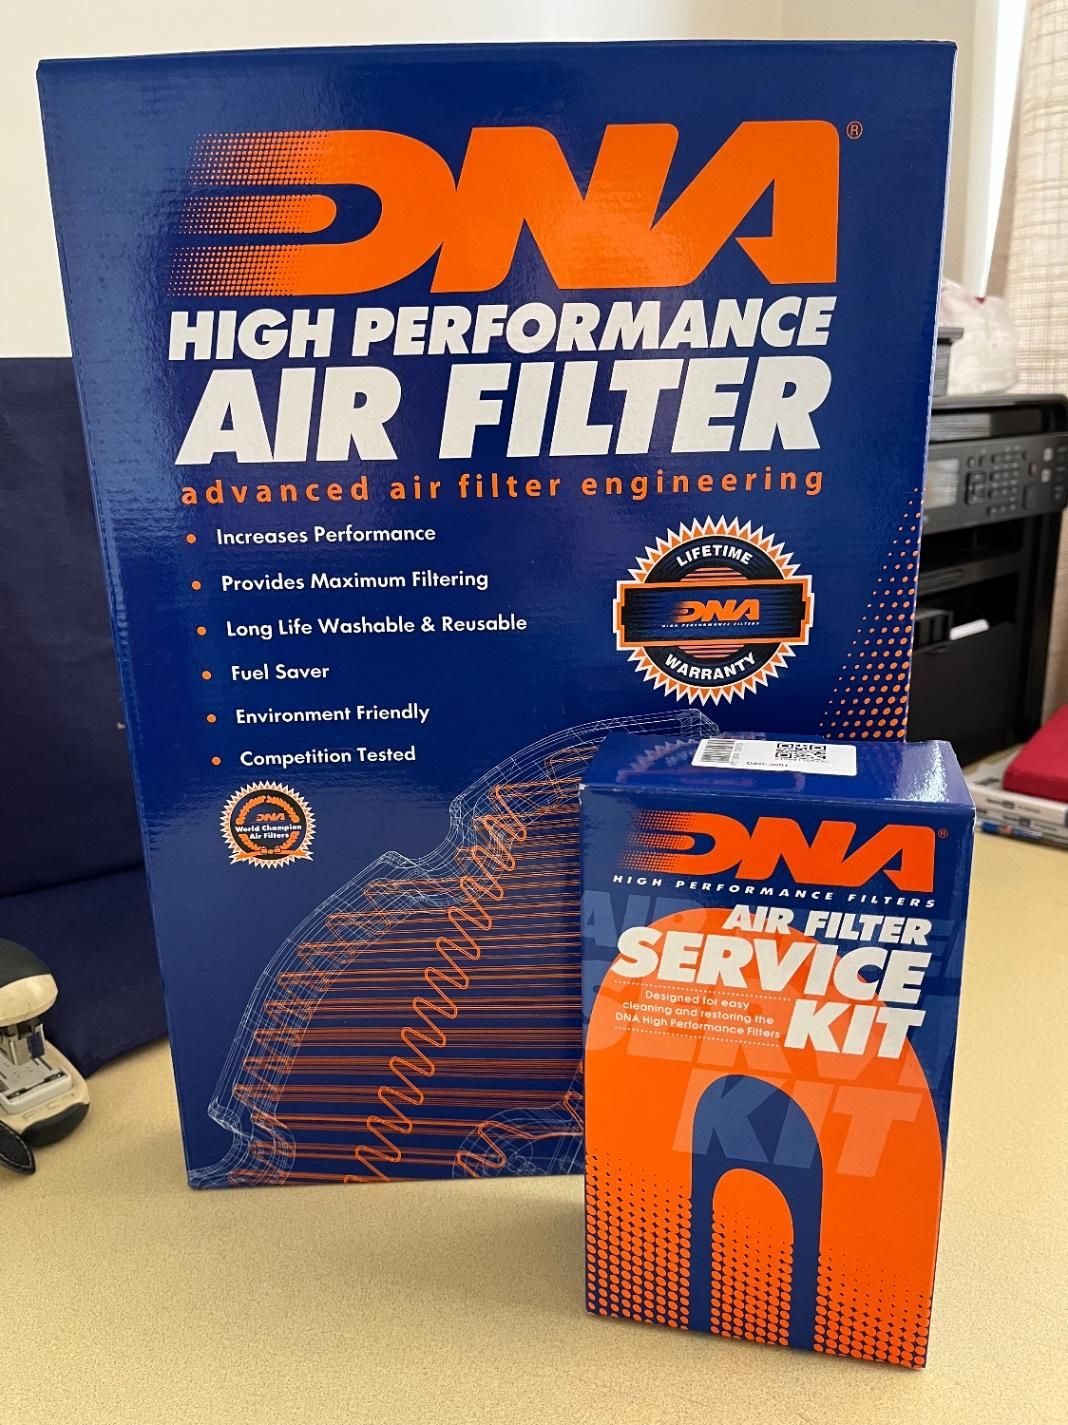 DNA®
HIGH PERFORMANCE
AIR FILTER
advanced air filter engineering
• Increases Performance
• Provides Maximum Filtering
• Long Life Washable & Reusable
• Fuel Saver
• Environment Friendly
• Competition Tested
LIFETIME
DNA
HIGH PERFORMANCE FILTERS
WARRANTY
DNA
World Champion
Air Filters
DNA®
HIGH PERFORMANCE FILTERS
AIR FILTER
SERVICE
KIT
Designed for easy
cleaning and restoring the
DNA High Performance Filters